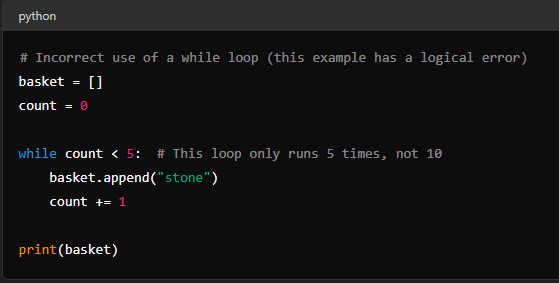 python
# Incorrect use of a while loop (this example has a logical error)
basket = []
count = 0
while count < 5:  # This loop only runs 5 times, not 10
    basket.append("stone")
    count += 1
print(basket)